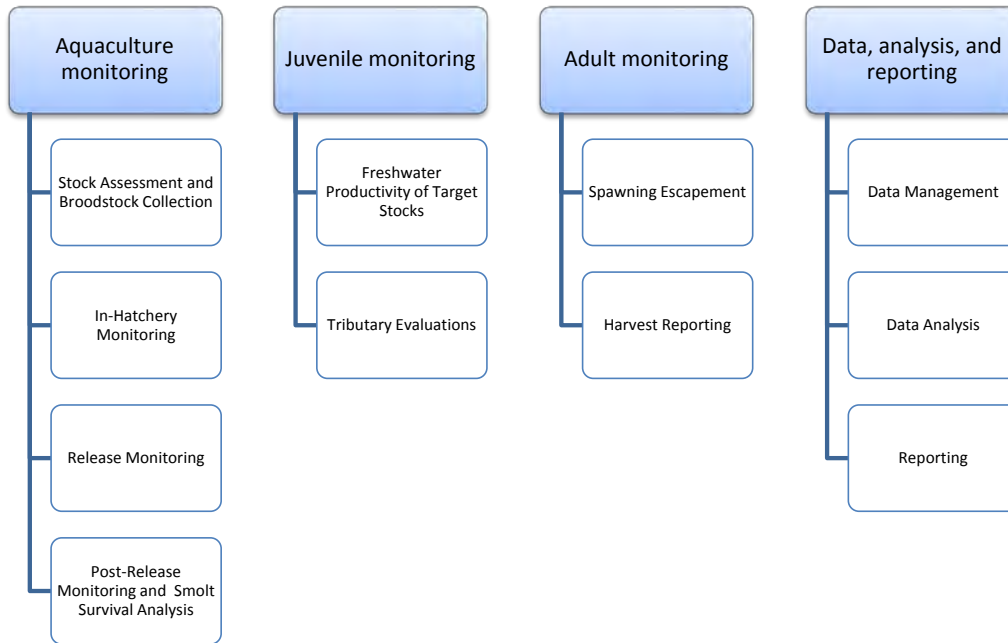 Aquaculture
monitoring
Stock Assessment and
Broodstock Collection
In-Hatchery
Monitoring
Release Monitoring
Post-Release
Monitoring and Smolt
Survival Analysis
Juvenile monitoring
Freshwater
Productivity of Target
Stocks
Tributary Evaluations
Adult monitoring
Spawning Escapement
Harvest Reporting
Data, analysis, and
reporting
Data Management
Data Analysis
Reporting